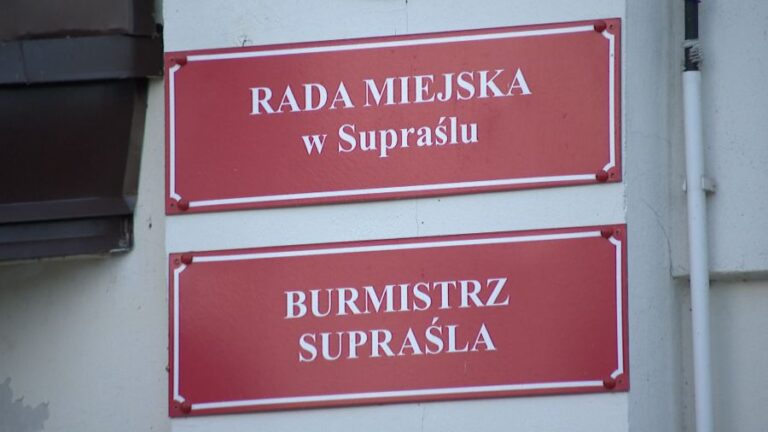 RADA MIEJSKA
w Supraślu
BURMISTRZ
SUPRAŚLA